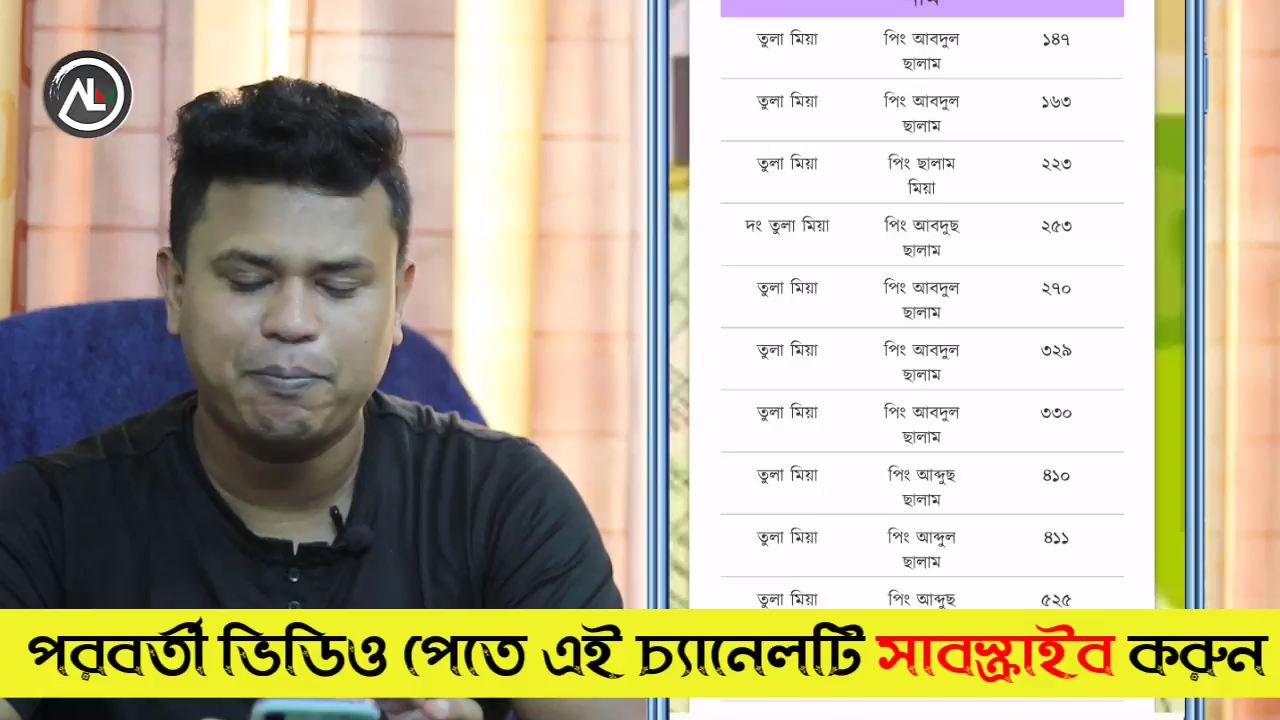 তুলা মিয়া পিং আবদুল ১৪৭
ছালাম
তুলা মিয়া পিং আবদুল ১৬৩
ছালাম
তুলা মিয়া পিং ছালাম ২২৩
মিয়া
দং তুলা মিয়া পিং আবদুছ ২৫৩
ছালাম
তুলা মিয়া পিং আবদুল ২৭০
ছালাম
তুলা মিয়া পিং আবদুল ৩২৯
ছালাম
তুলা মিয়া পিং আবদুল ৩৩০
ছালাম
তুলা মিয়া পিং আব্দুছ ৪১০
ছালাম
তুলা মিয়া পিং আব্দুল ৪১১
ছালাম
তুলা মিয়া পিং আব্দুছ ৫২৫
পরবর্তী ভিডিও পেতে এই চ্যানেলটি সাবস্ক্রাইব করুন